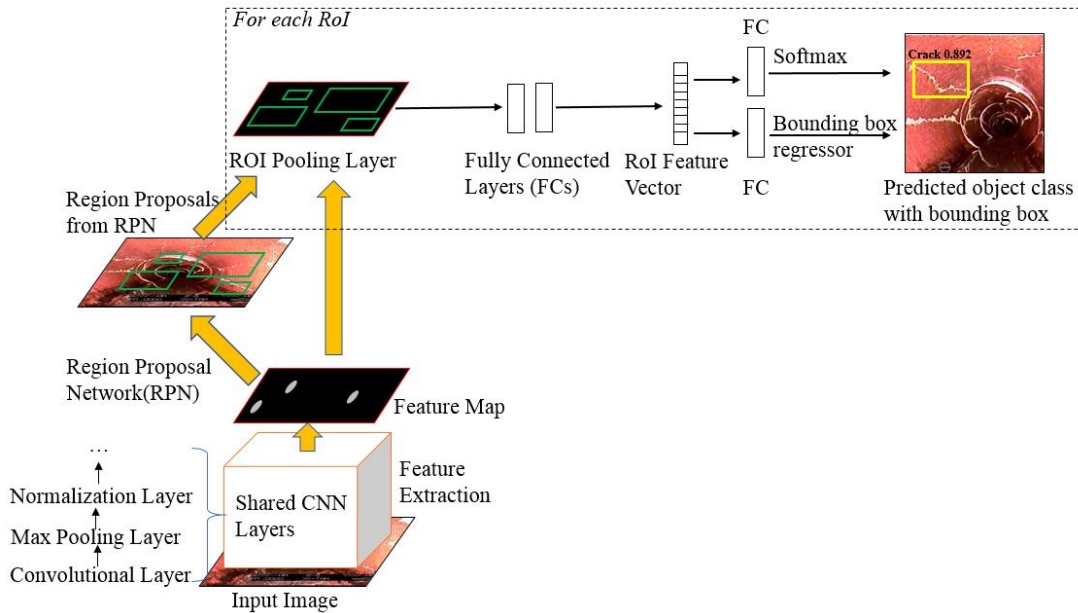 For each RoI
FC
Softmax
Crack 0.892
Bounding box
regressor
FC
ROI Pooling Layer
Fully Connected
Layers (FCs)
RoI Feature
Vector
Predicted object class
with bounding box
Region Proposals
from RPN
Region Proposal
Network(RPN)
Feature Map
…
Normalization Layer
Max Pooling Layer
Convolutional Layer
Shared CNN
Layers
Feature
Extraction
Input Image